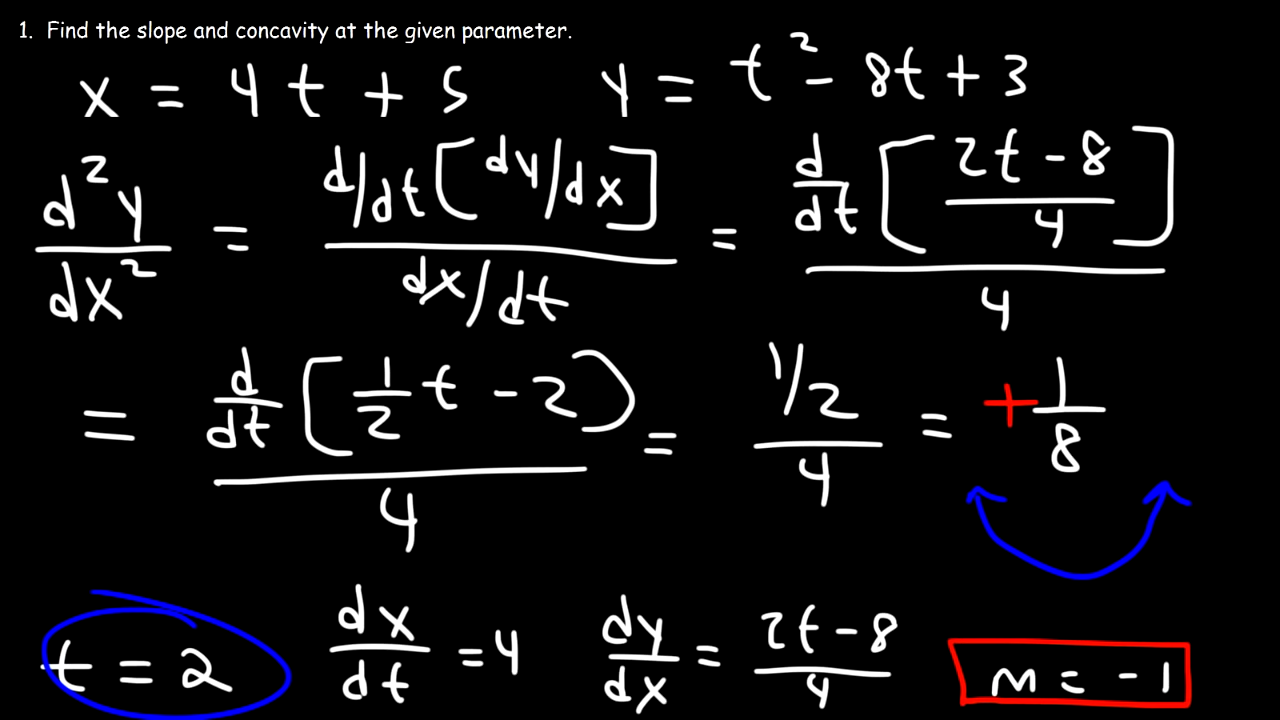 1. Find the slope and concavity at the given parameter.
x = 4t + 5 y = t² - 8t + 3
d²y/dx² = d/dt[dy/dx] / dx/dt = d/dt[(2t - 8)/4] / 4
= d/dt(1/2 t - 2) / 4 = 1/2 / 4 = + 1/8
t = 2 dx/dt = 4 dy/dx = (2t - 8)/4 m = -1